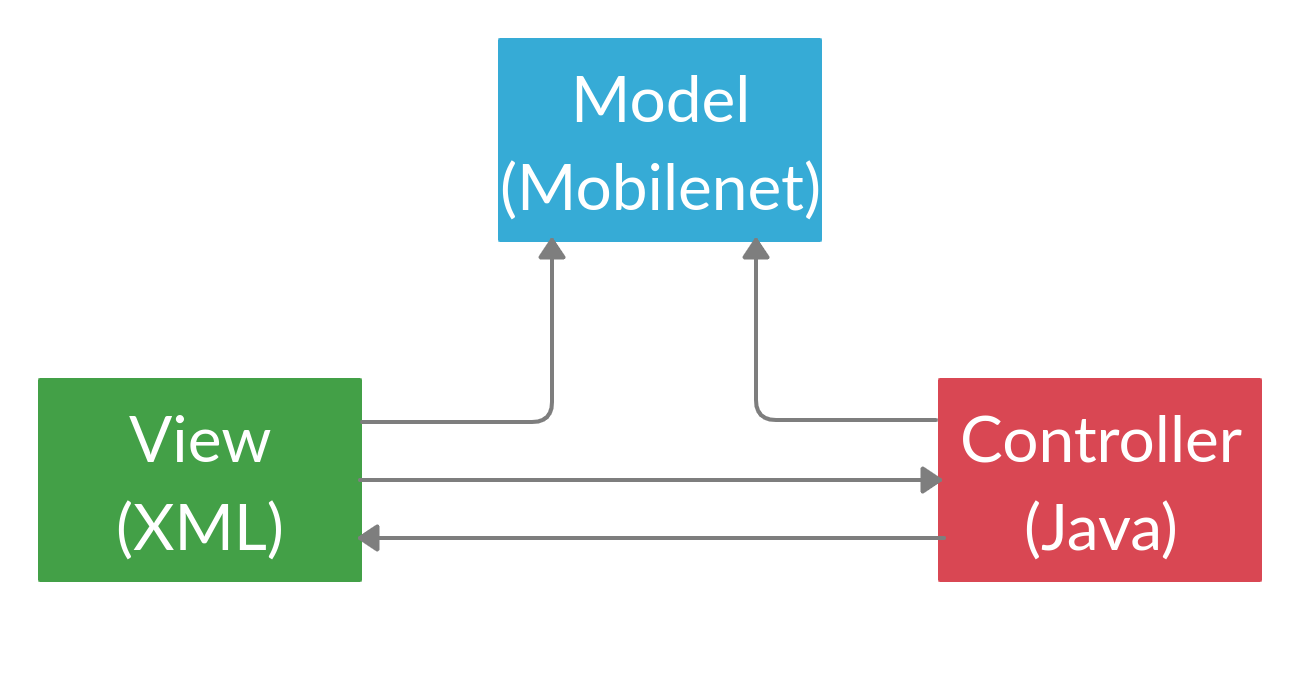 Model
(Mobilenet)
View
(XML)
Controller
(Java)